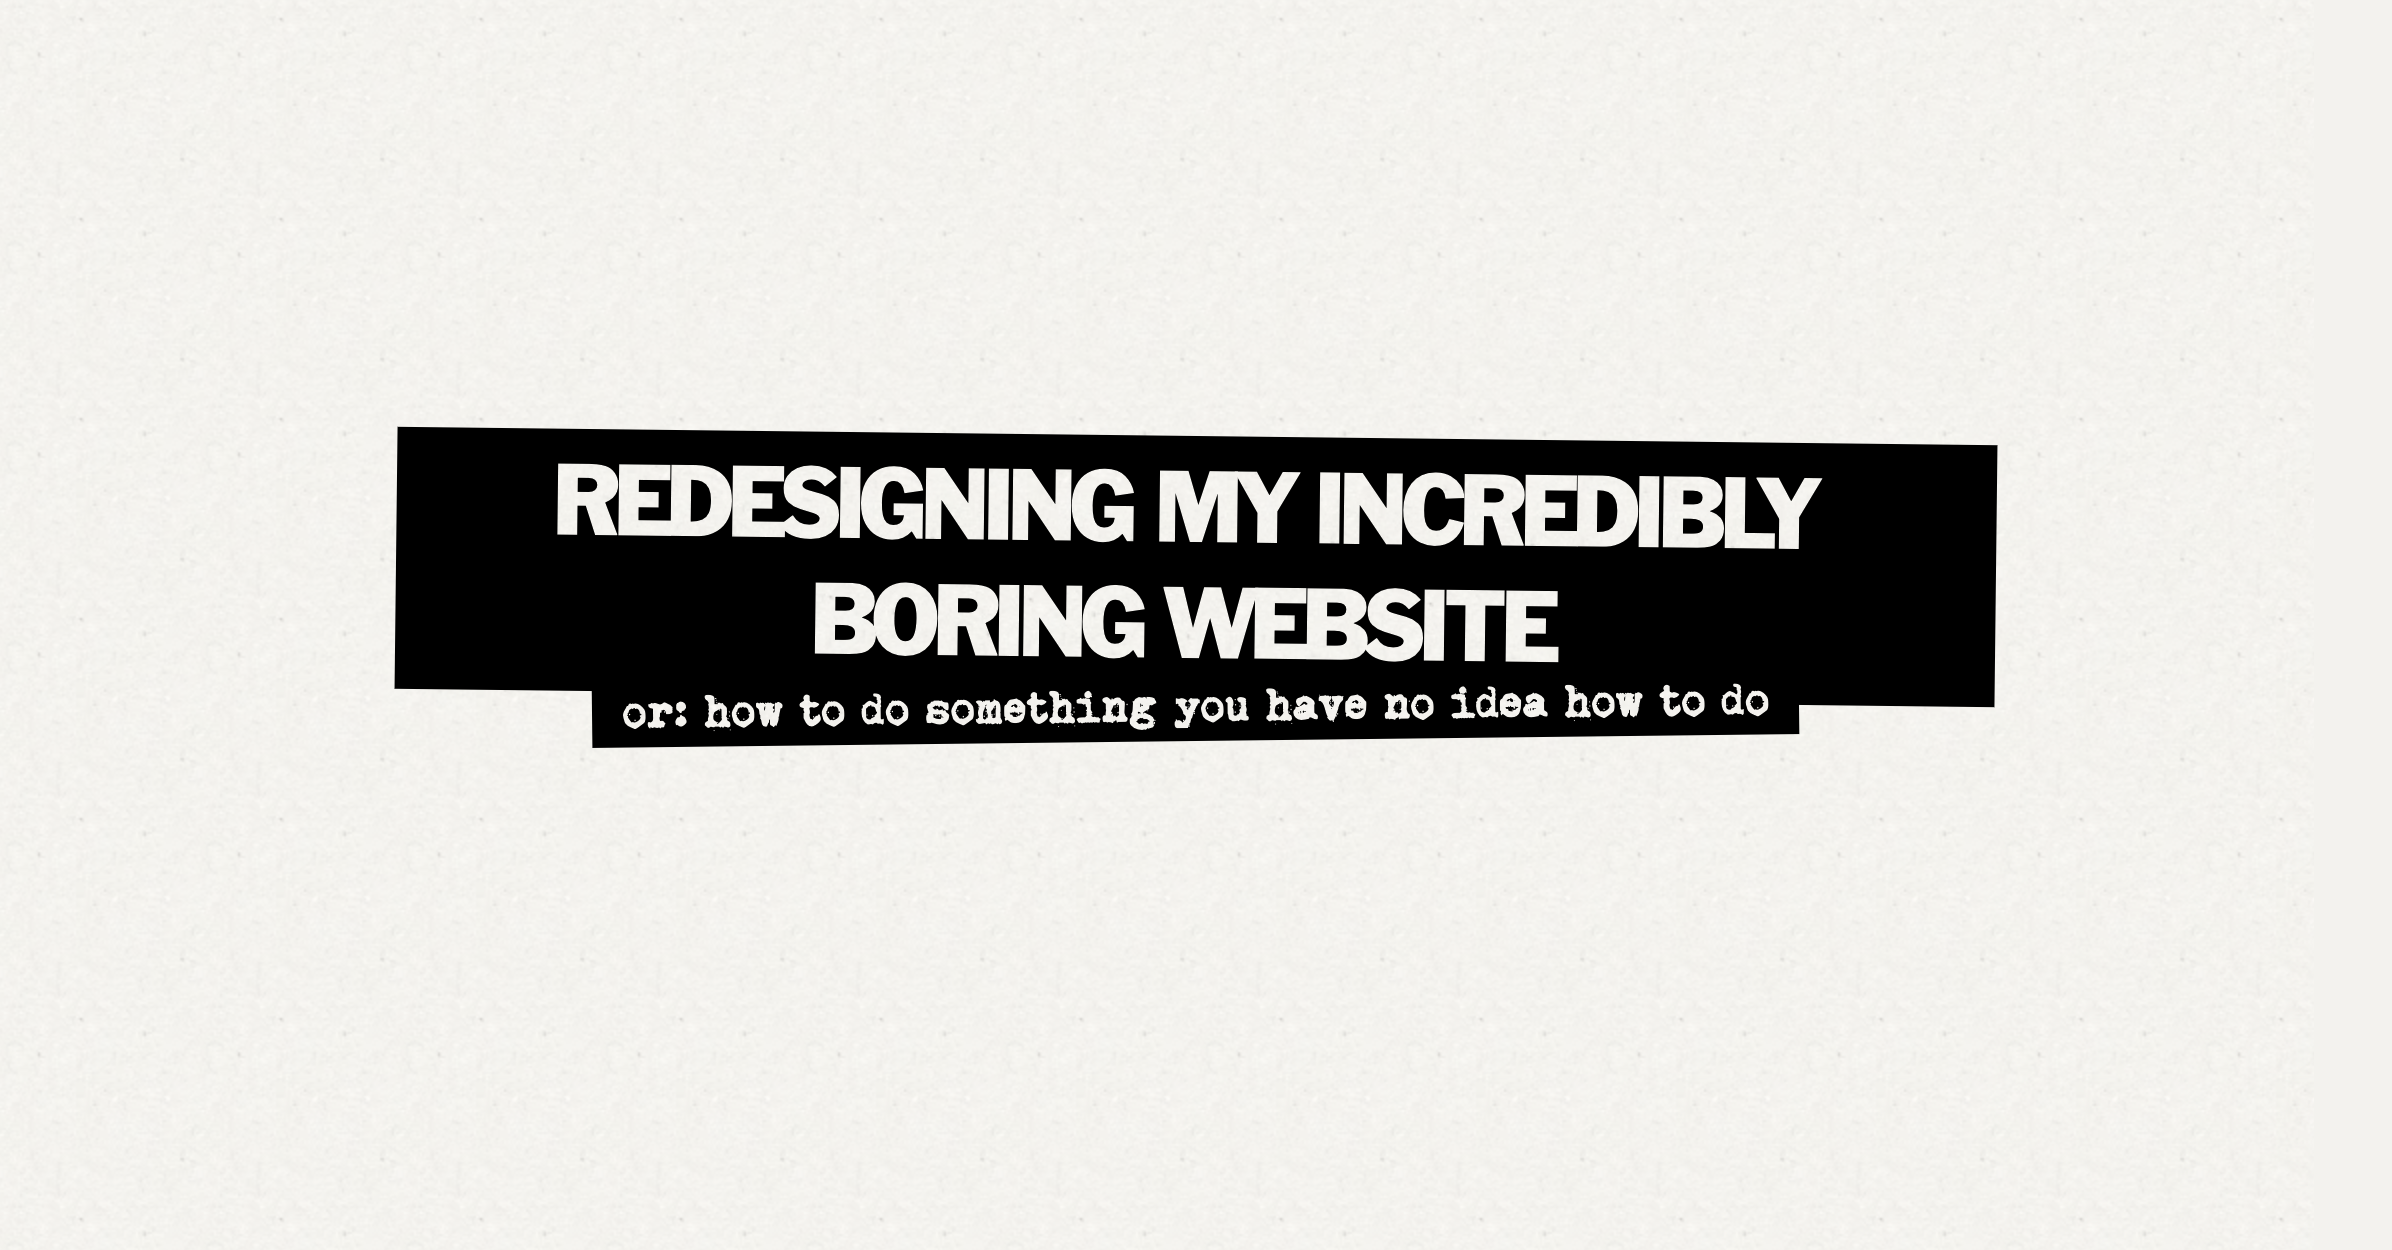 REDESIGNING MY INCREDIBLY
BORING WEBSITE
or: how to do something you have no idea how to do